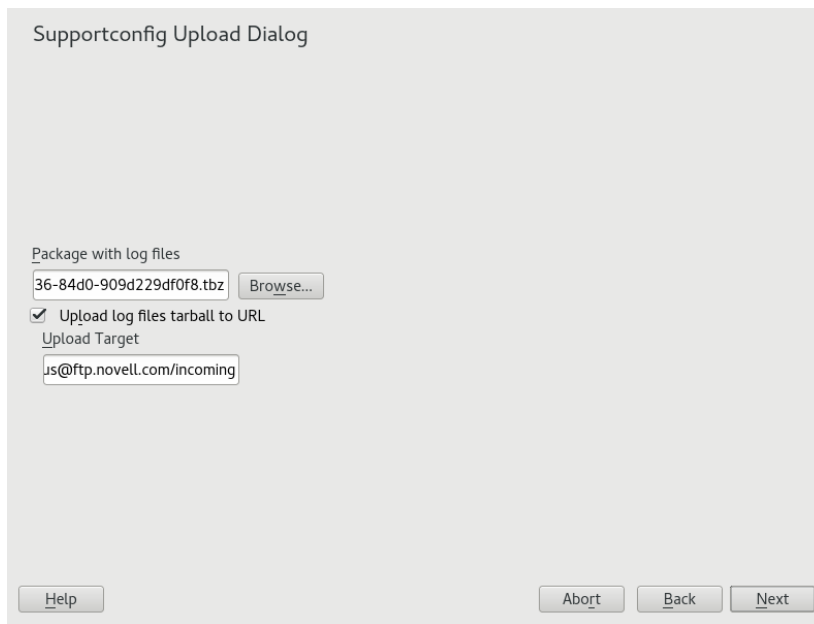 Supportconfig Upload Dialog
Package with log files
36-84d0-909d229df0f8.tbz Browse...
Upload log files tarball to URL
Upload Target
us@ftp.novell.com/incoming
Help Abort Back Next